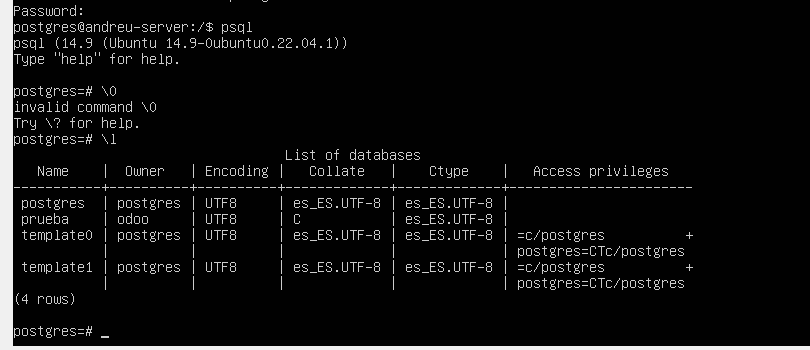 Password:
postgres@andreu-server:/$ psql
psql (14.9 (Ubuntu 14.9-0ubuntu0.22.04.1))
Type "help" for help.

postgres=# \O
invalid command \O
Try \? for help.
postgres=# \l
                                  List of databases
   Name    |  Owner   | Encoding |   Collate   |    Ctype    |   Access privileges
-----------+----------+----------+-------------+-------------+-----------------------
 postgres  | postgres | UTF8     | es_ES.UTF-8 | es_ES.UTF-8 |
 prueba    | odoo     | UTF8     | C           | es_ES.UTF-8 |
 template0 | postgres | UTF8     | es_ES.UTF-8 | es_ES.UTF-8 | =c/postgres          +
           |          |          |             |             | postgres=CTc/postgres
 template1 | postgres | UTF8     | es_ES.UTF-8 | es_ES.UTF-8 | =c/postgres          +
           |          |          |             |             | postgres=CTc/postgres
(4 rows)

postgres=# _